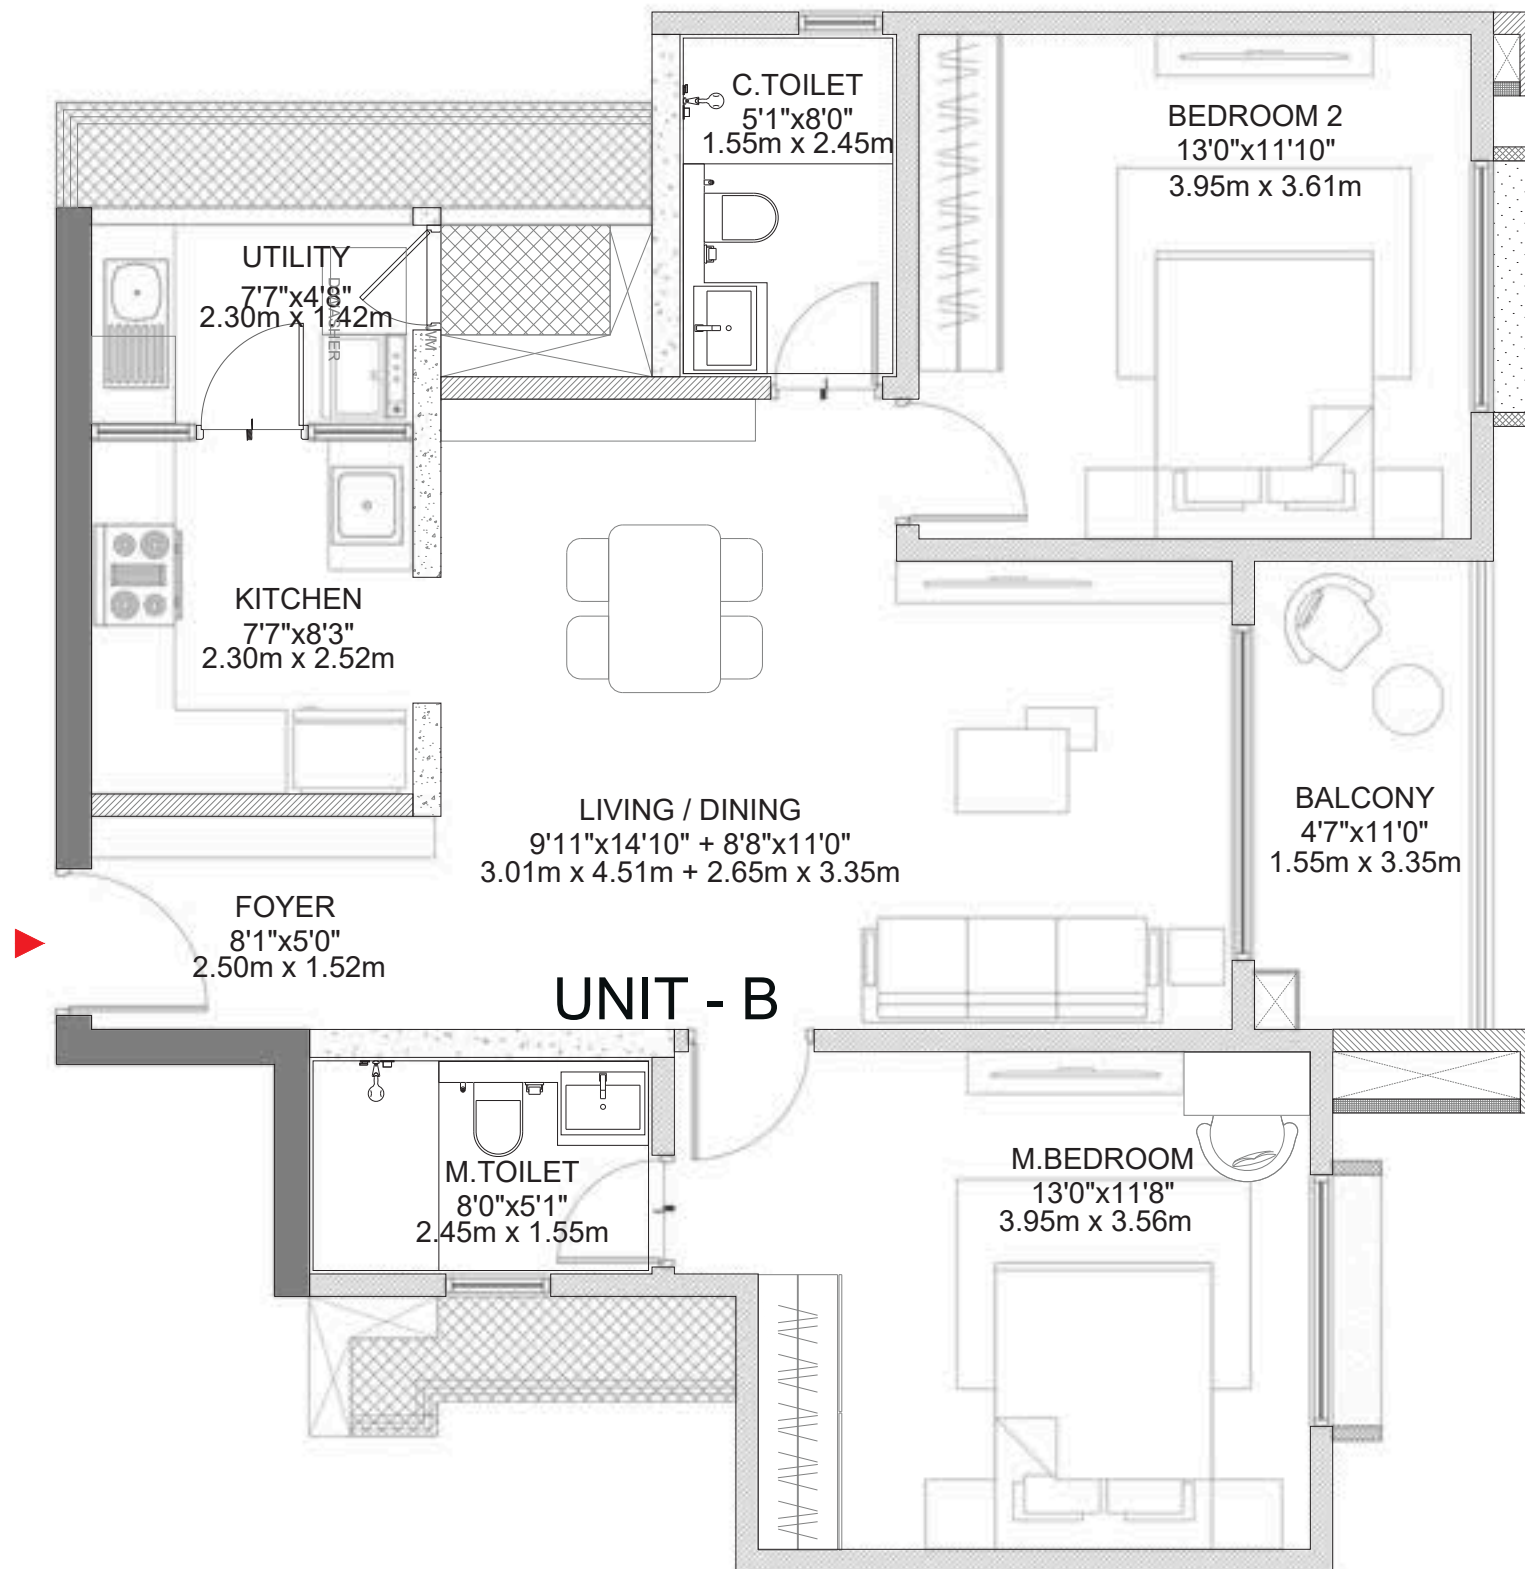 C.TOILET
5'1"x8'0"
1.55m x 2.45m
BEDROOM 2
13'0"x11'10"
3.95m x 3.61m
UTILITY
7'7"x4'8"
2.30m x 1.42m
KITCHEN
7'7"x8'3"
2.30m x 2.52m
LIVING / DINING
9'11"x14'10" + 8'8"x11'0"
3.01m x 4.51m + 2.65m x 3.35m
BALCONY
4'7"x11'0"
1.55m x 3.35m
FOYER
8'1"x5'0"
2.50m x 1.52m
UNIT - B
M.TOILET
8'0"x5'1"
2.45m x 1.55m
M.BEDROOM
13'0"x11'8"
3.95m x 3.56m